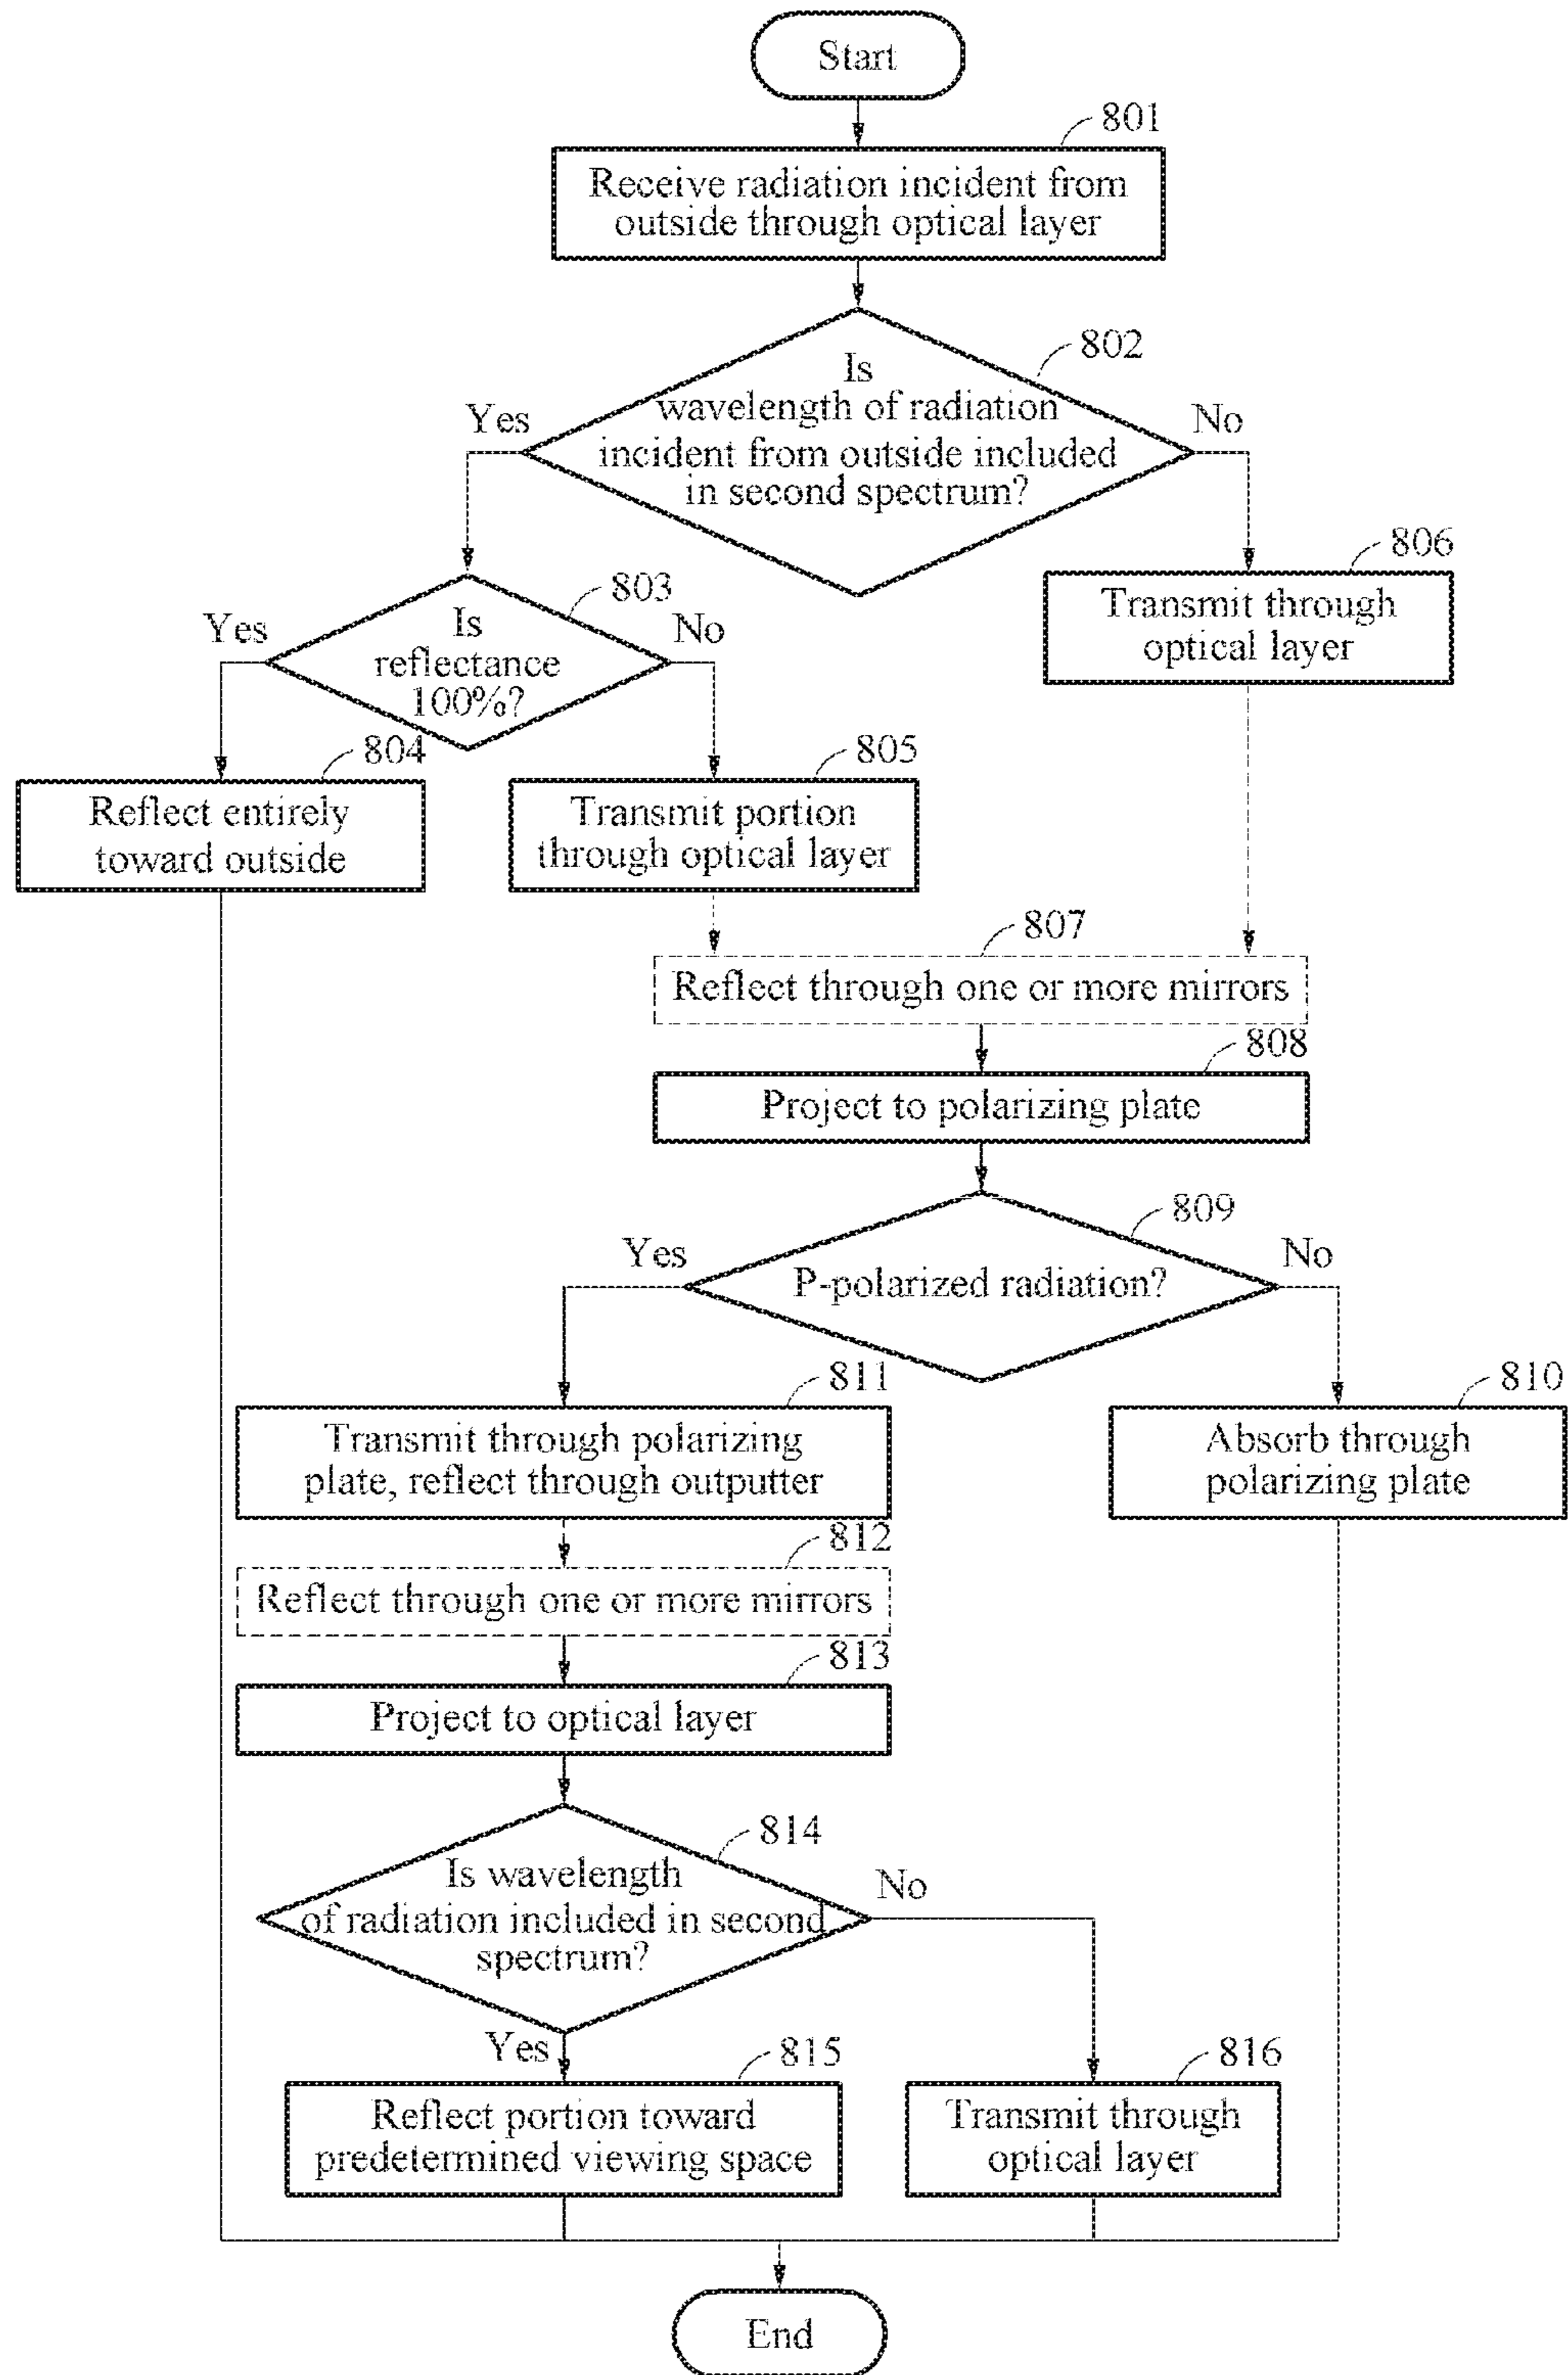 Start
801
Receive radiation incident from
outside through optical layer
802
Is
wavelength of radiation
incident from outside included
in second spectrum?
Yes
No
803
Is
reflectance
100%?
Yes
No
806
Transmit through
optical layer
804
Reflect entirely
toward outside
805
Transmit portion
through optical layer
807
Reflect through one or more mirrors
808
Project to polarizing plate
809
P-polarized radiation?
Yes
No
811
Transmit through polarizing
plate, reflect through outputter
810
Absorb through
polarizing plate
812
Reflect through one or more mirrors
813
Project to optical layer
814
Is wavelength
of radiation included in second
spectrum?
No
Yes
815
Reflect portion toward
predetermined viewing space
816
Transmit through
optical layer
End